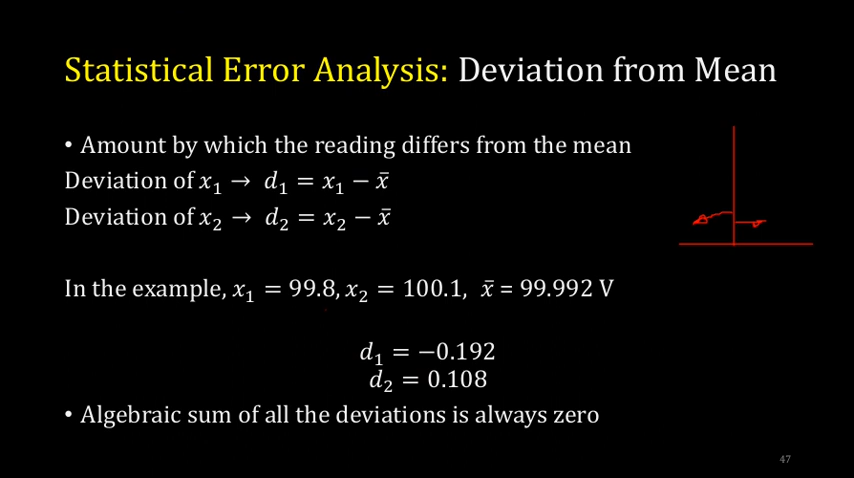 Statistical Error Analysis: Deviation from Mean
• Amount by which the reading differs from the mean
Deviation of x₁ → d₁ = x₁ − x̄
Deviation of x₂ → d₂ = x₂ − x̄
In the example, x₁ = 99.8, x₂ = 100.1, x̄ = 99.992 V
d₁ = −0.192
d₂ = 0.108
• Algebraic sum of all the deviations is always zero
47